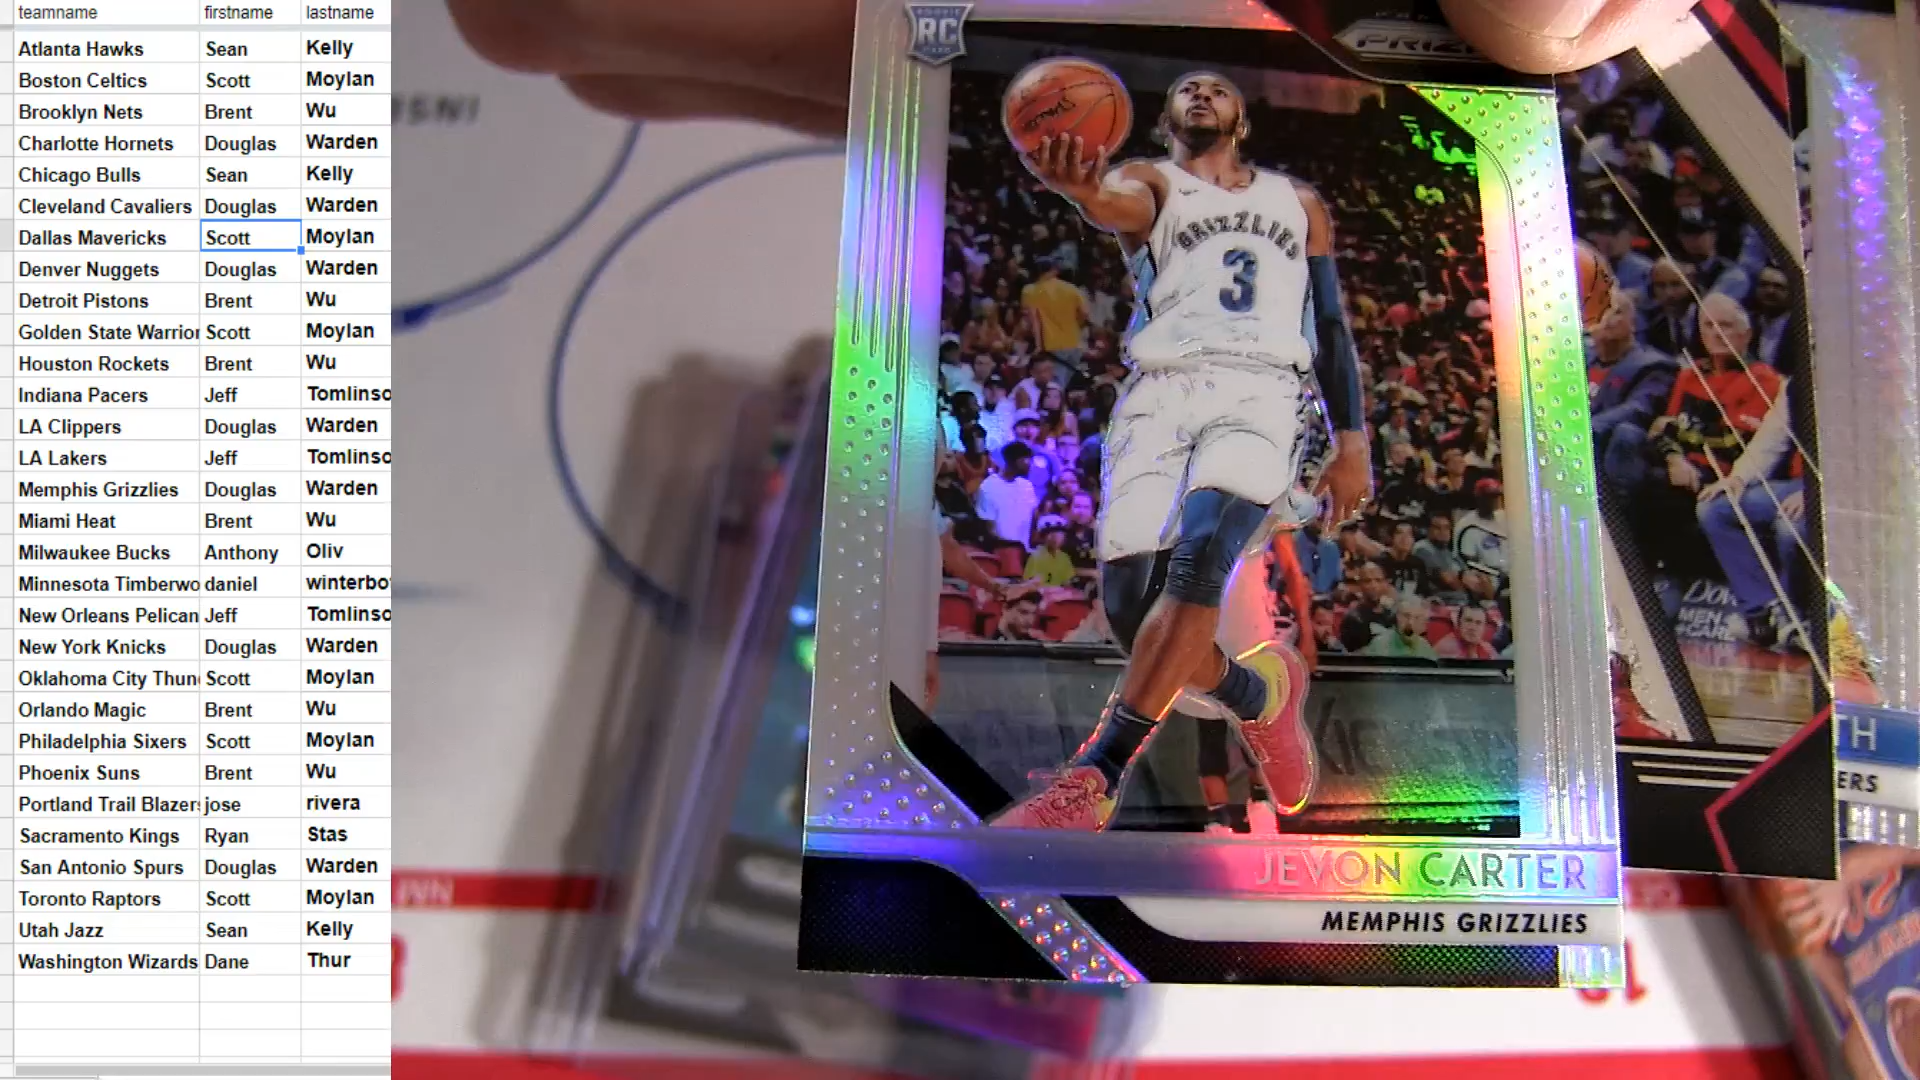 teamname firstname lastname
Atlanta Hawks Sean Kelly
Boston Celtics Scott Moylan
Brooklyn Nets Brent Wu
Charlotte Hornets Douglas Warden
Chicago Bulls Sean Kelly
Cleveland Cavaliers Douglas Warden
Dallas Mavericks Scott Moylan
Denver Nuggets Douglas Warden
Detroit Pistons Brent Wu
Golden State Warrior Scott Moylan
Houston Rockets Brent Wu
Indiana Pacers Jeff Tomlinso
LA Clippers Douglas Warden
LA Lakers Jeff Tomlinso
Memphis Grizzlies Douglas Warden
Miami Heat Brent Wu
Milwaukee Bucks Anthony Oliv
Minnesota Timberwo daniel winterbo
New Orleans Pelican Jeff Tomlinso
New York Knicks Douglas Warden
Oklahoma City Thun Scott Moylan
Orlando Magic Brent Wu
Philadelphia Sixers Scott Moylan
Phoenix Suns Brent Wu
Portland Trail Blazers jose rivera
Sacramento Kings Ryan Stas
San Antonio Spurs Douglas Warden
Toronto Raptors Scott Moylan
Utah Jazz Sean Kelly
Washington Wizards Dane Thur
RC
PRIZ
GRIZZLIES
3
JEVON CARTER
MEMPHIS GRIZZLIES
MEN
+CARE
TH
ERS